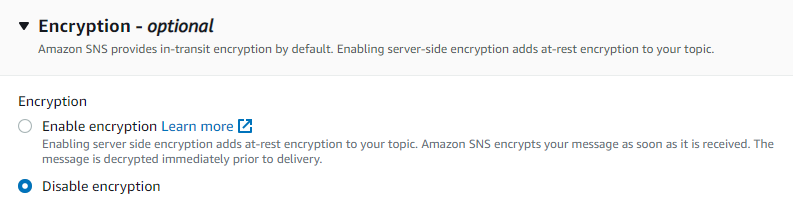 Encryption - optional
Amazon SNS provides in-transit encryption by default. Enabling server-side encryption adds at-rest encryption to your topic.
Encryption
Enable encryption Learn more
Enabling server side encryption adds at-rest encryption to your topic. Amazon SNS encrypts your message as soon as it is received. The
message is decrypted immediately prior to delivery.
Disable encryption